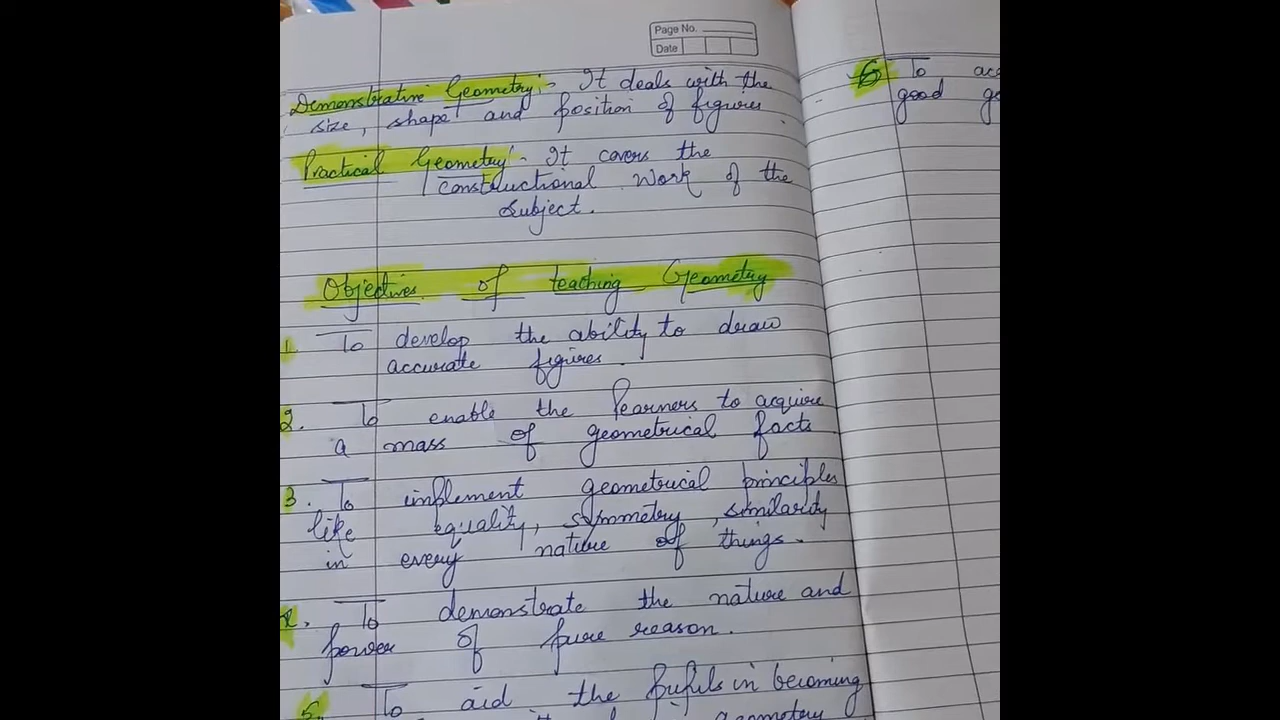 Page No.
Date
Demonstrative Geometry:- It deals with the
size, shape and position of figures
Practical Geometry:- It covers the
constructional work of the
subject.
Objectives of teaching Geometry
1. To develop the ability to draw
accurate figures.
2. To enable the learners to acquire
a mass of geometrical facts
3. To implement geometrical principles
like equality, symmetry, similarity
in every nature of things.
To demonstrate the nature and
power of pure reason.
5. To aid the pupils in becoming
geometry
6 To
good